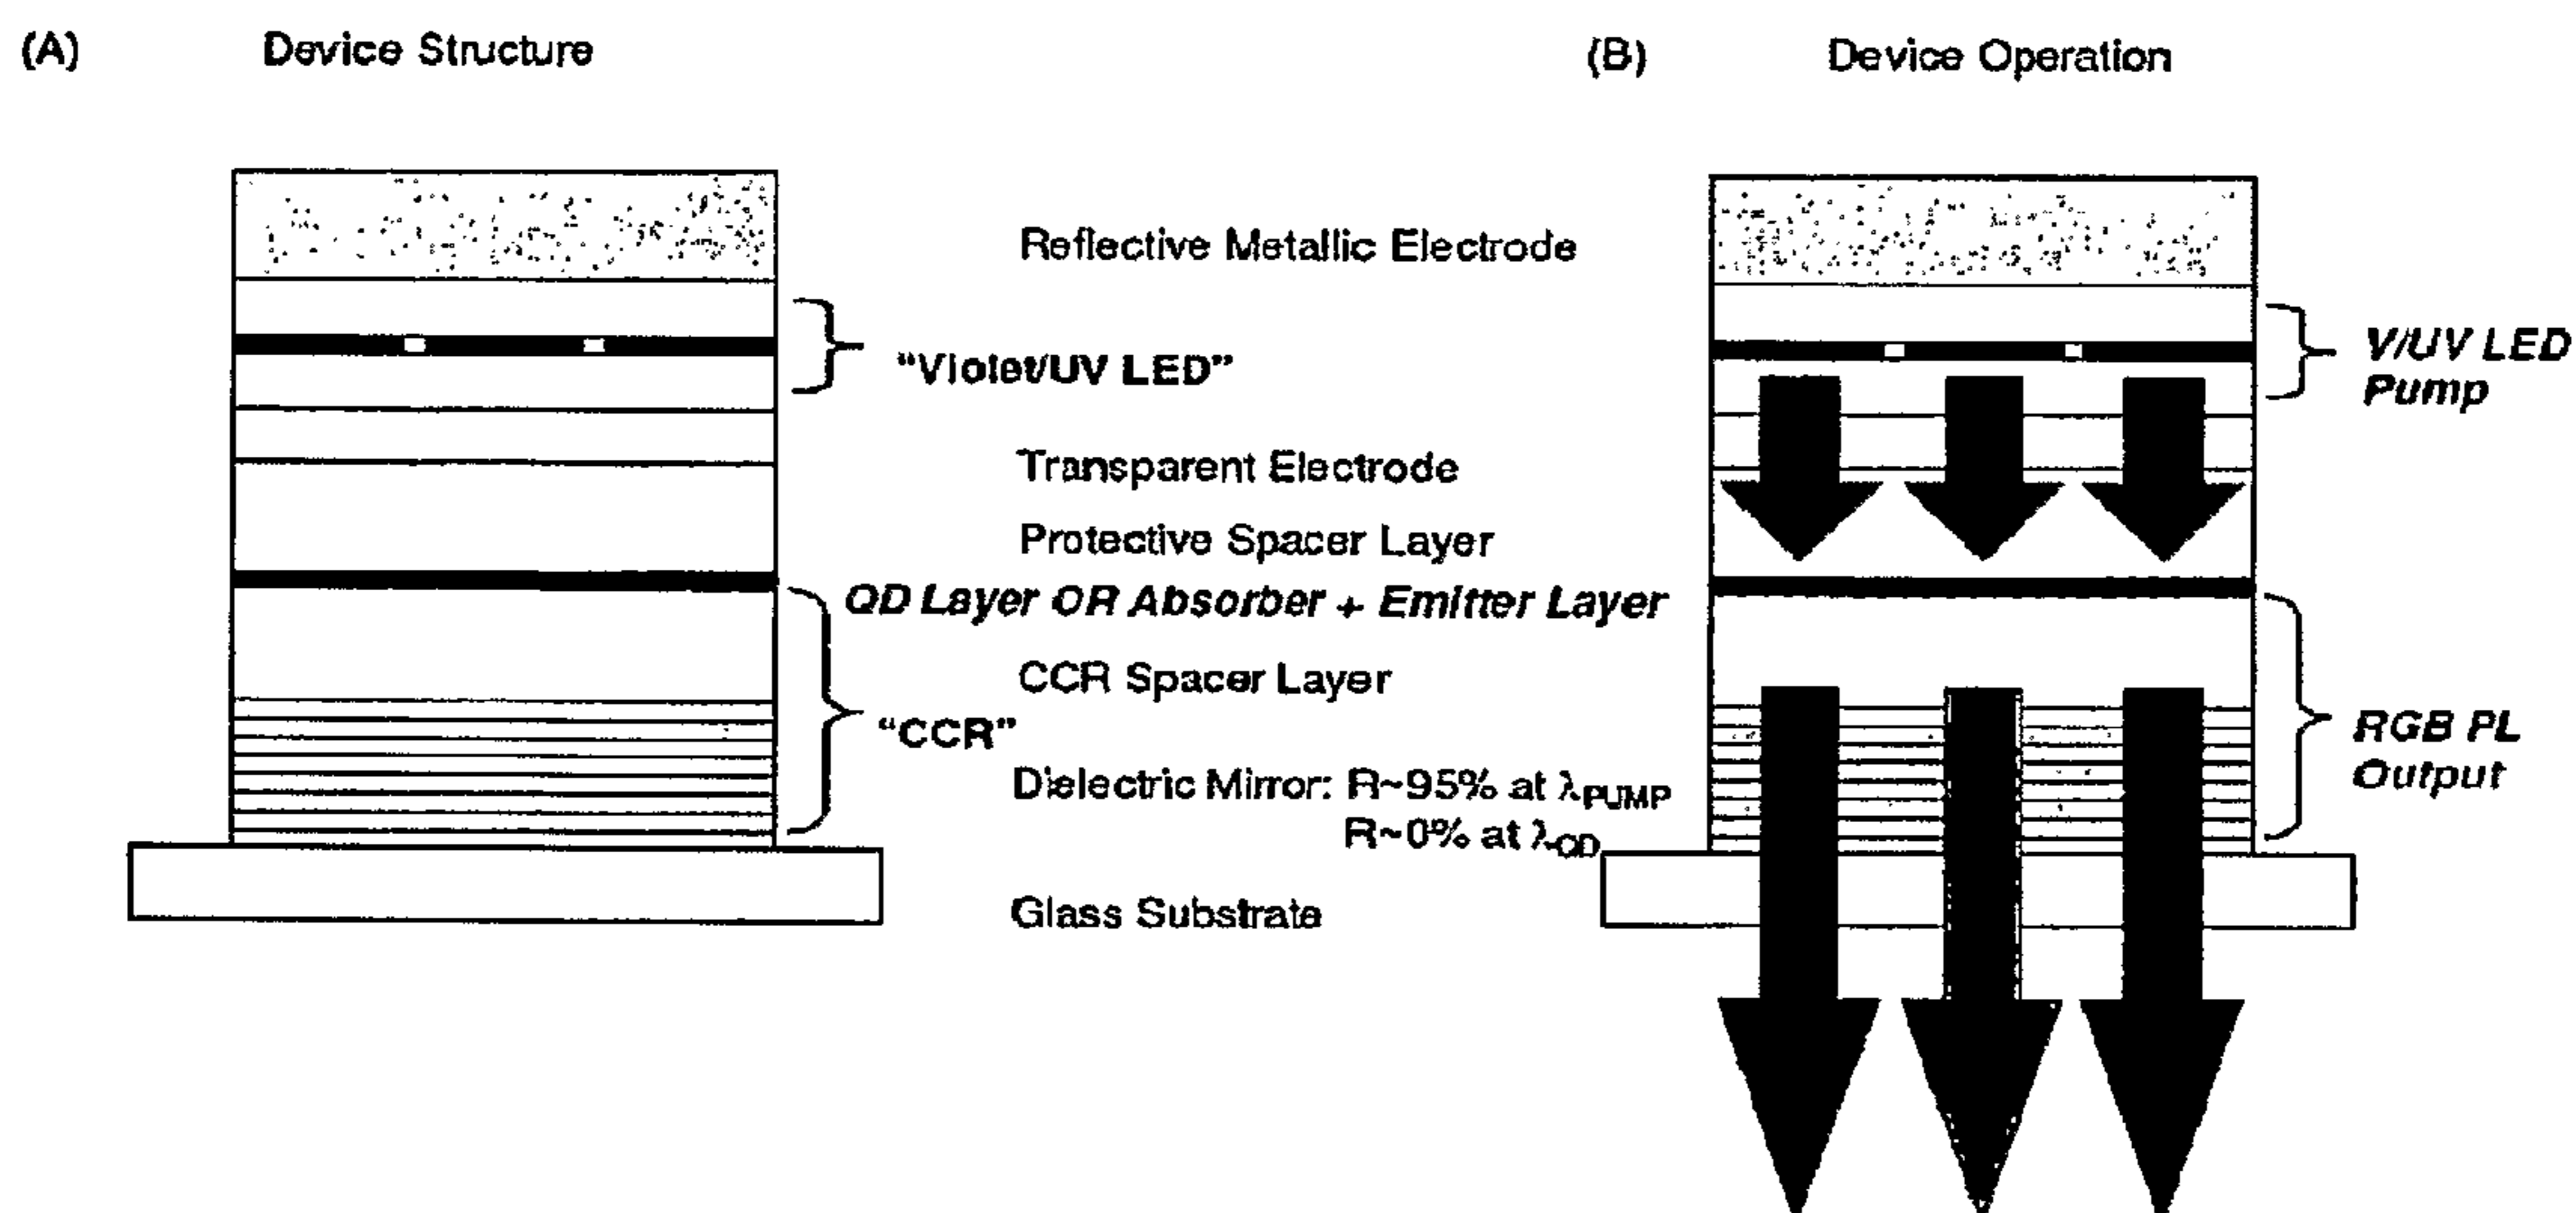 (A) Device Structure
(B) Device Operation
Reflective Metallic Electrode
"Violet/UV LED"
Transparent Electrode
Protective Spacer Layer
QD Layer OR Absorber + Emitter Layer
CCR Spacer Layer
"CCR"
Dielectric Mirror: R~95% at λPUMP
R~0% at λQD
Glass Substrate
V/UV LED
Pump
RGB PL
Output